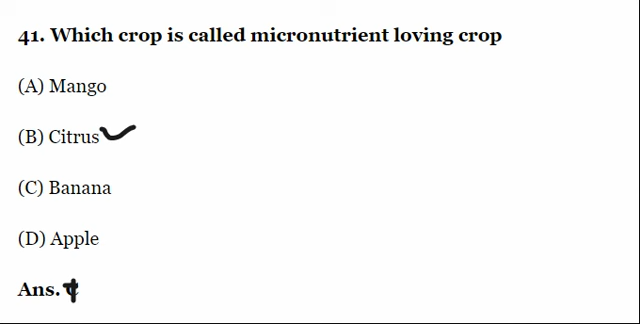 41. Which crop is called micronutrient loving crop
(A) Mango
(B) Citrus
(C) Banana
(D) Apple
Ans.